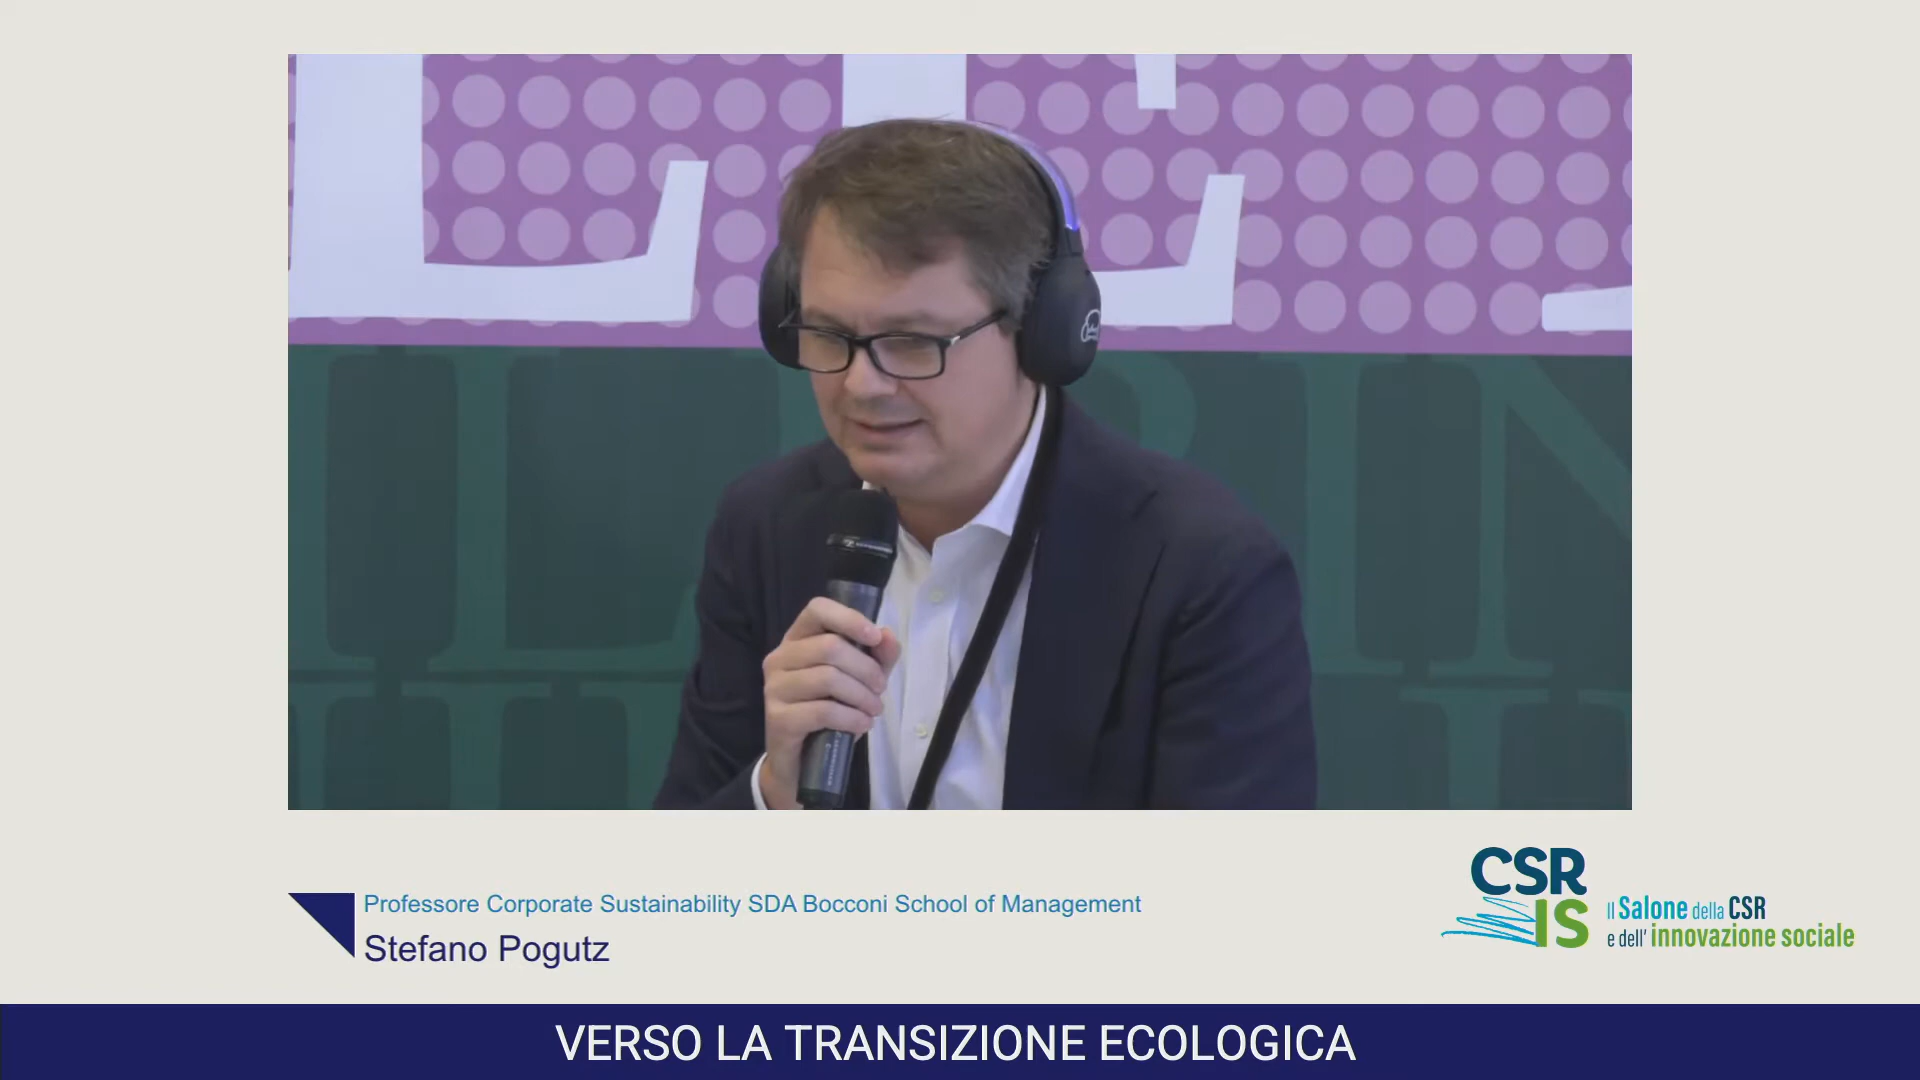 Professore Corporate Sustainability SDA Bocconi School of Management
Stefano Pogutz
CSR
IS
Il Salone della CSR
e dell' innovazione sociale
VERSO LA TRANSIZIONE ECOLOGICA